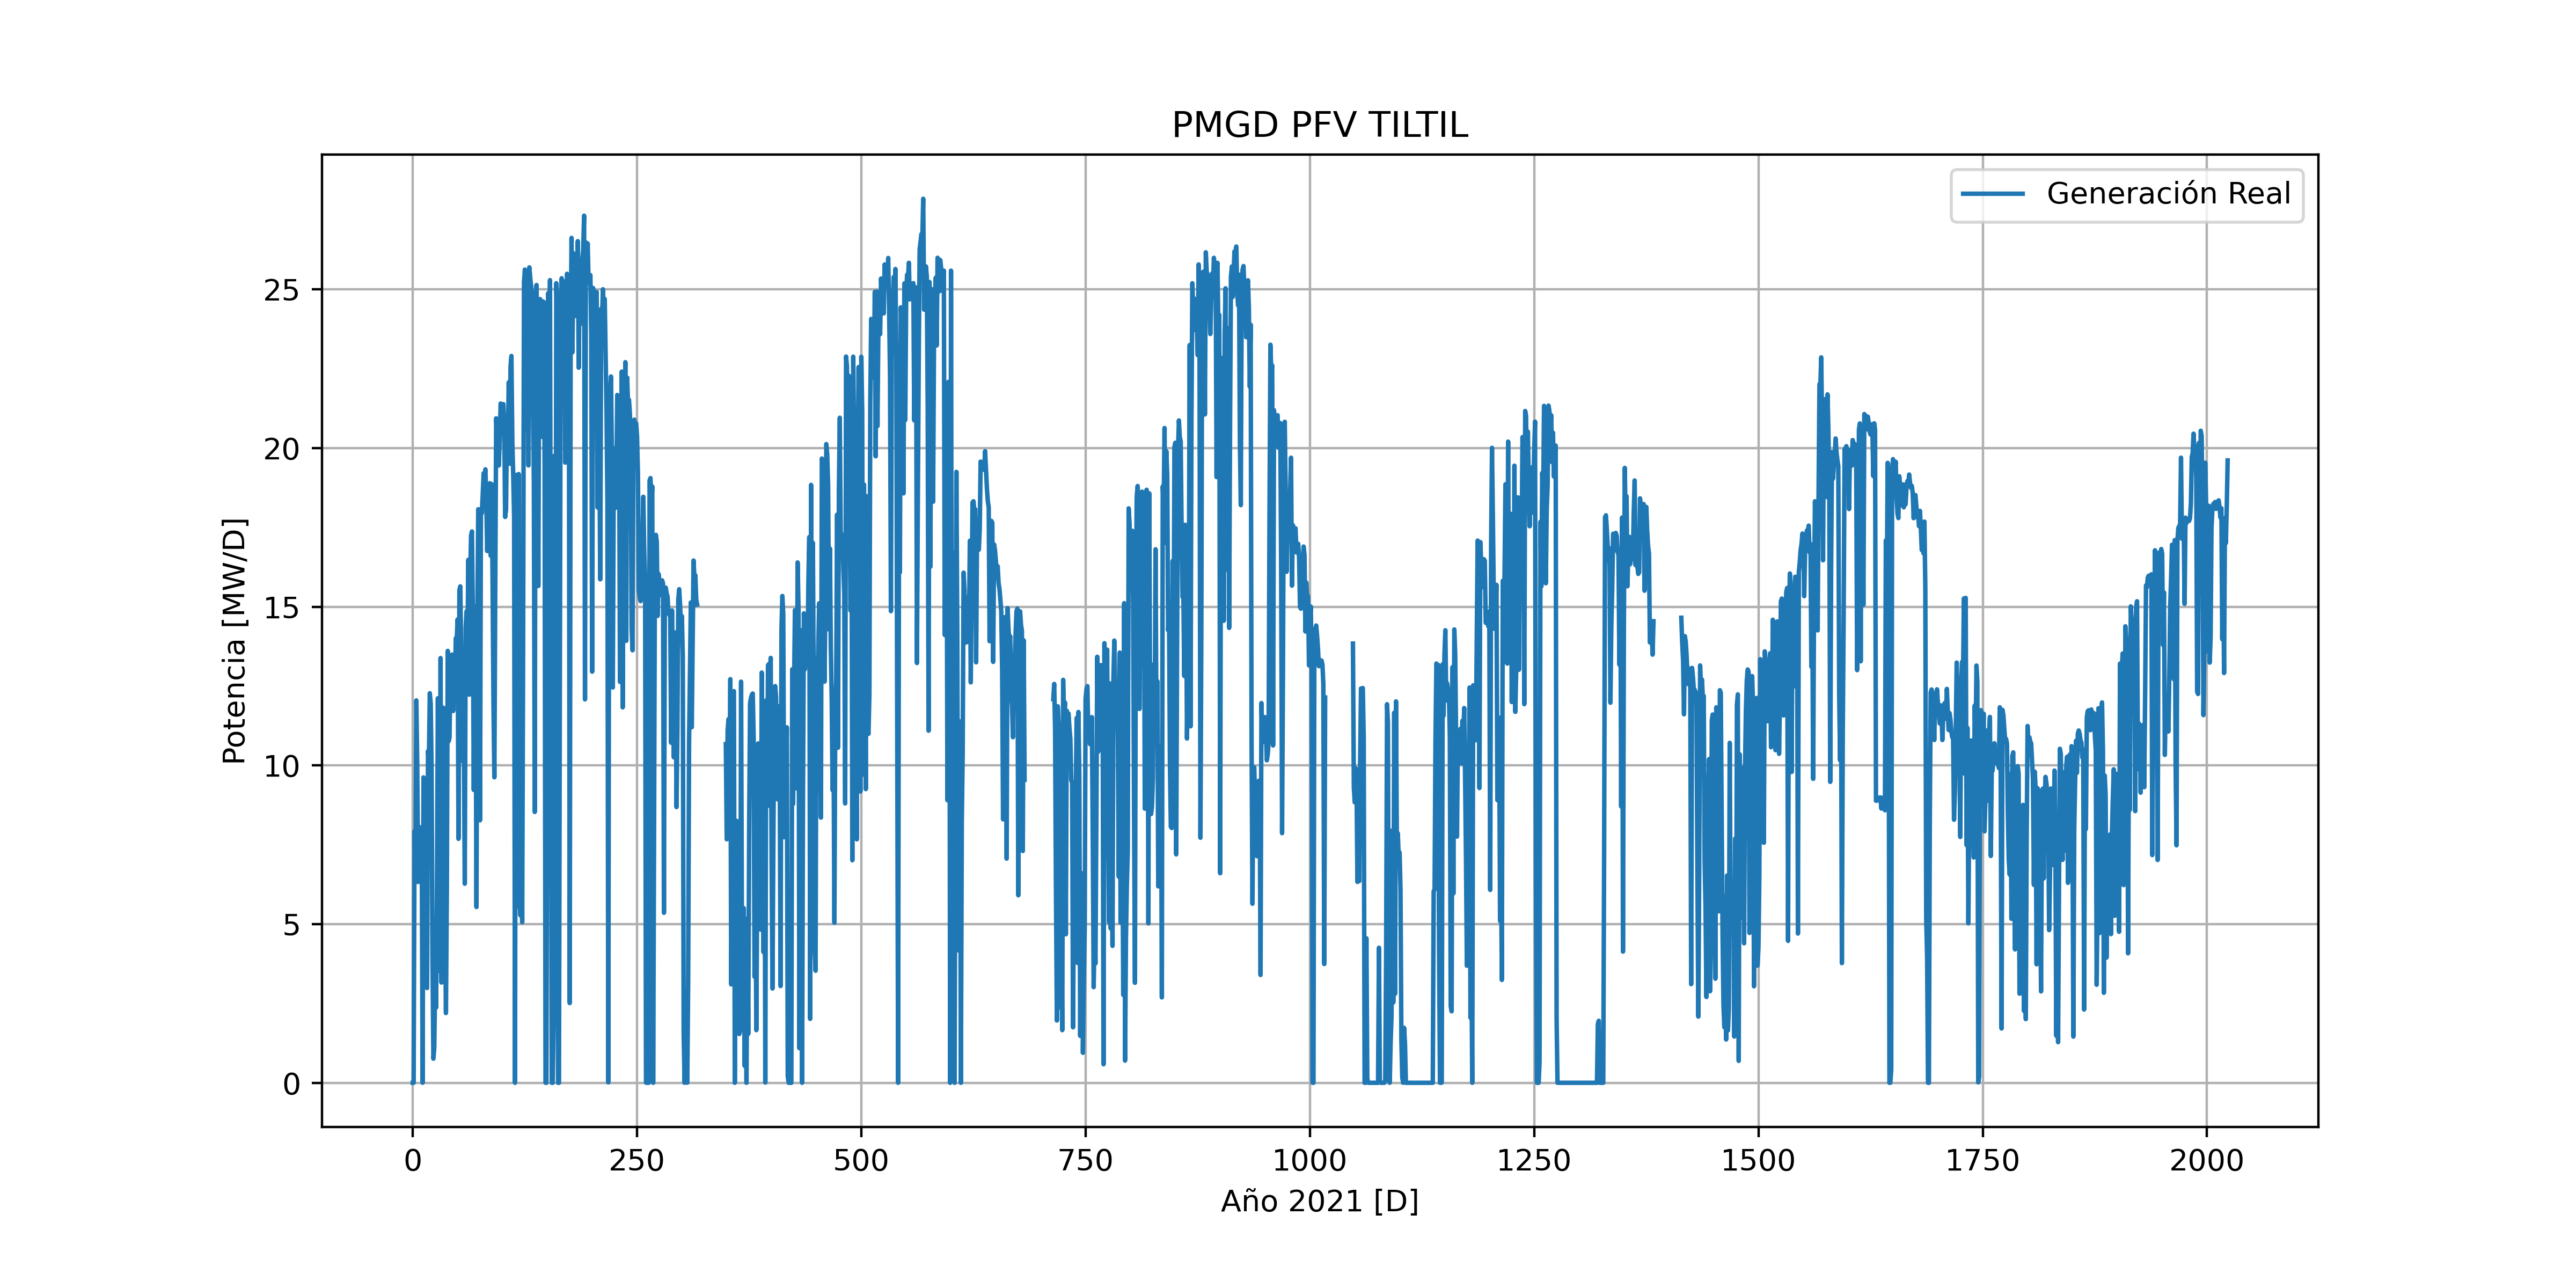 PMGD PFV TILTIL
Generación Real
Potencia [MW/D]
25
20
15
10
5
0
0 250 500 750 1000 1250 1500 1750 2000
Año 2021 [D]